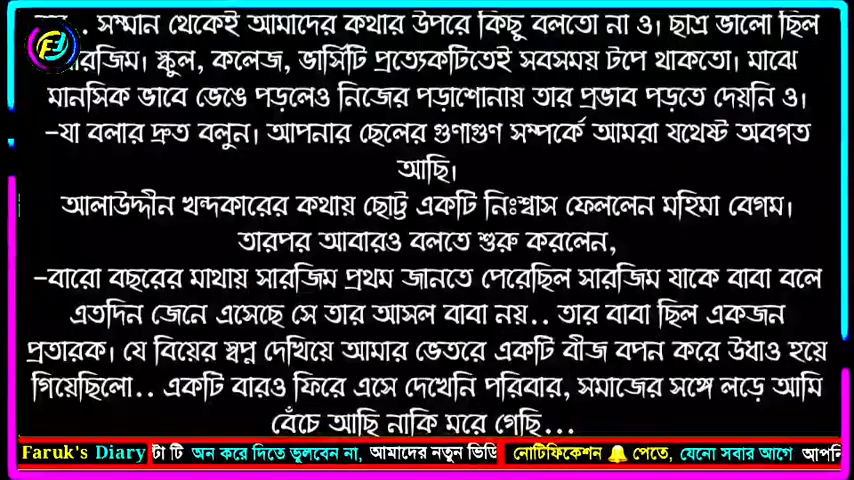 .. সম্মান থেকেই আমাদের কথার উপরে কিছু বলতো না ও। ছাত্র ভালো ছিল
সারজিম। স্কুল, কলেজ, ভার্সিটি প্রত্যেকটিতেই সবসময় টপে থাকতো। মাঝে
মানসিক ভাবে ভেঙে পড়লেও নিজের পড়াশোনায় তার প্রভাব পড়তে দেয়নি ও।
–যা বলার দ্রুত বলুন। আপনার ছেলের গুণাগুণ সম্পর্কে আমরা যথেষ্ট অবগত
আছি।
আলাউদ্দীন খন্দকারের কথায় ছোট্ট একটি নিঃশ্বাস ফেললেন মহিমা বেগম।
তারপর আবারও বলতে শুরু করলেন,
–বারো বছরের মাথায় সারজিম প্রথম জানতে পেরেছিল সারজিম যাকে বাবা বলে
এতদিন জেনে এসেছে সে তার আসল বাবা নয়.. তার বাবা ছিল একজন
প্রতারক। যে বিয়ের স্বপ্ন দেখিয়ে আমার ভেতরে একটি বীজ বপন করে উধাও হয়ে
গিয়েছিলো.. একটি বারও ফিরে এসে দেখেনি পরিবার, সমাজের সঙ্গে লড়ে আমি
বেঁচে আছি নাকি মরে গেছি...
Faruk's Diary টা টি অন করে দিতে ভুলবেন না, আমাদের নতুন ভিডি নোটিফিকেশন 🔔 পেতে, যেনো সবার আগে আপনি